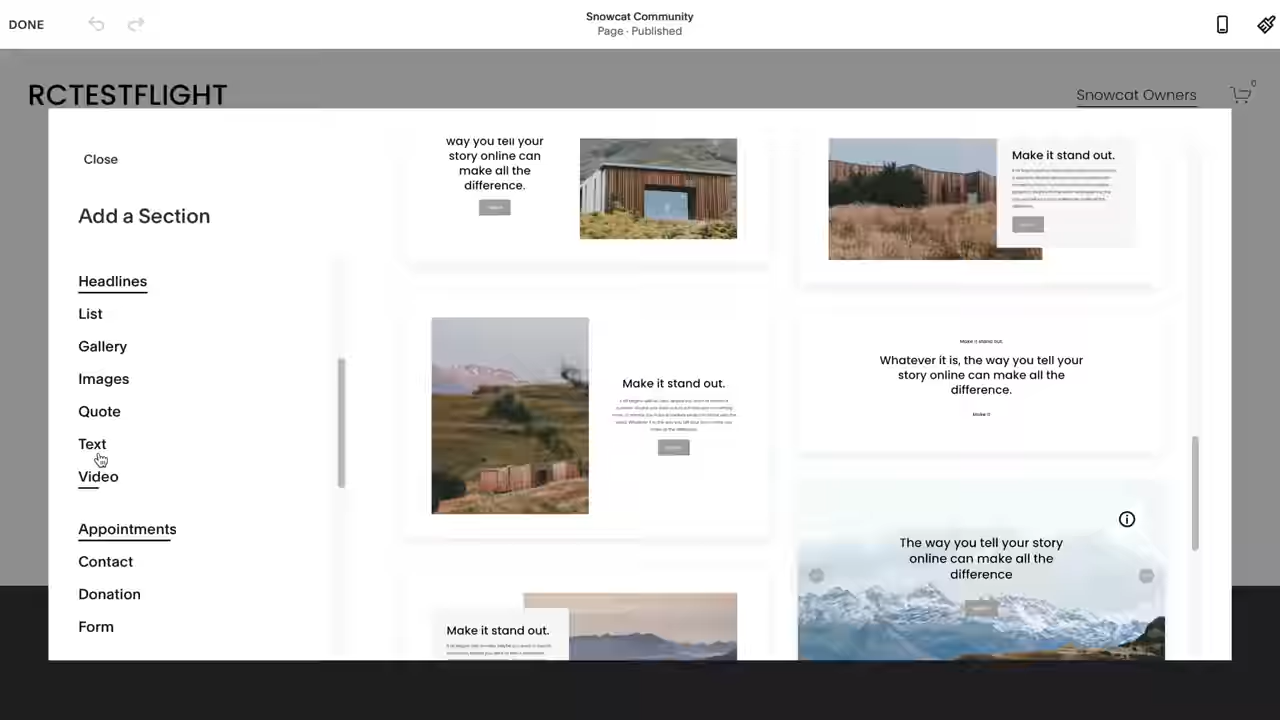 DONE
Snowcat Community
Page · Published
RCTESTFLIGHT
Snowcat Owners
0
Close
Add a Section
Headlines
List
Gallery
Images
Quote
Text
Video
Appointments
Contact
Donation
Form
way you tell your
story online can
make all the
difference.
Make it stand out.
Make it stand out.
Make it stand out.
Whatever it is, the way you tell your
story online can make all the
difference.
Make it
The way you tell your story
online can make all the
difference
Make it stand out.